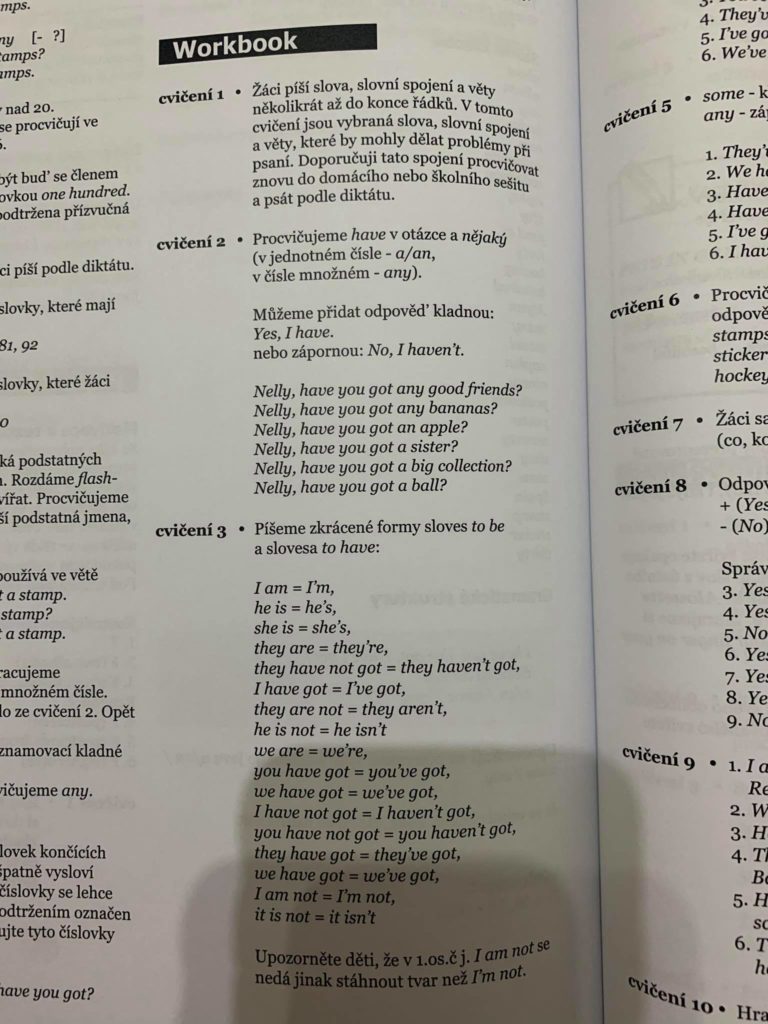 amps.
[- ?]
tamps?
mps.
nad 20.
se procvičují ve
být buď se členem
ovkou one hundred.
podtržena přízvučná
ci píší podle diktátu.
slovky, které mají
81, 92
slovky, které žáci
ká podstatných
n. Rozdáme flash-
vířat. Procvičujeme
ší podstatná jmena,
používá ve větě
t a stamp.
stamp?
t a stamp.
racujeme
množném čísle.
lo ze cvičení 2. Opět
znamovací kladné
vičujeme any.
lovek končících
špatně vysloví
číslovky se lehce
odtržením označen
ujte tyto číslovky
have you got?
Workbook
cvičení 1 • Žáci píší slova, slovní spojení a věty
několikrát až do konce řádků. V tomto
cvičení jsou vybraná slova, slovní spojení
a věty, které by mohly dělat problémy při
psaní. Doporučuji tato spojení procvičovat
znovu do domácího nebo školního sešitu
a psát podle diktátu.
cvičení 2 • Procvičujeme have v otázce a nějaký
(v jednotném čísle - a/an,
v čísle množném - any).
Můžeme přidat odpověď kladnou:
Yes, I have.
nebo zápornou: No, I haven't.
Nelly, have you got any good friends?
Nelly, have you got any bananas?
Nelly, have you got an apple?
Nelly, have you got a sister?
Nelly, have you got a big collection?
Nelly, have you got a ball?
cvičení 3 • Píšeme zkrácené formy sloves to be
a slovesa to have:
I am = I'm,
he is = he's,
she is = she's,
they are = they're,
they have not got = they haven't got,
I have got = I've got,
they are not = they aren't,
he is not = he isn't
we are = we're,
you have got = you've got,
we have got = we've got,
I have not got = I haven't got,
you have not got = you haven't got,
they have got = they've got,
we have got = we've got,
I am not = I'm not,
it is not = it isn't
Upozorněte děti, že v 1.os.č j. I am not se
nedá jinak stáhnout tvar než I'm not.
4. They'v
5. I've go
6. We've
cvičení 5 • some - k
any - záp
1. They'
2. We ha
3. Have
4. Have
5. I've g
6. I hav
cvičení 6 • Procvič
odpově
stamps
sticker
hockey
cvičení 7 • Žáci sa
(co, ko
cvičení 8 • Odpov
+ (Yes
- (No)
Správ
3. Yes
4. Yes
5. No
6. Yes
7. Yes
8. Ye
9. No
cvičení 9 • 1. I a
Re
2. W
3. H
4. Th
Be
5. H
so
6. T
he
cvičení 10 • Hra